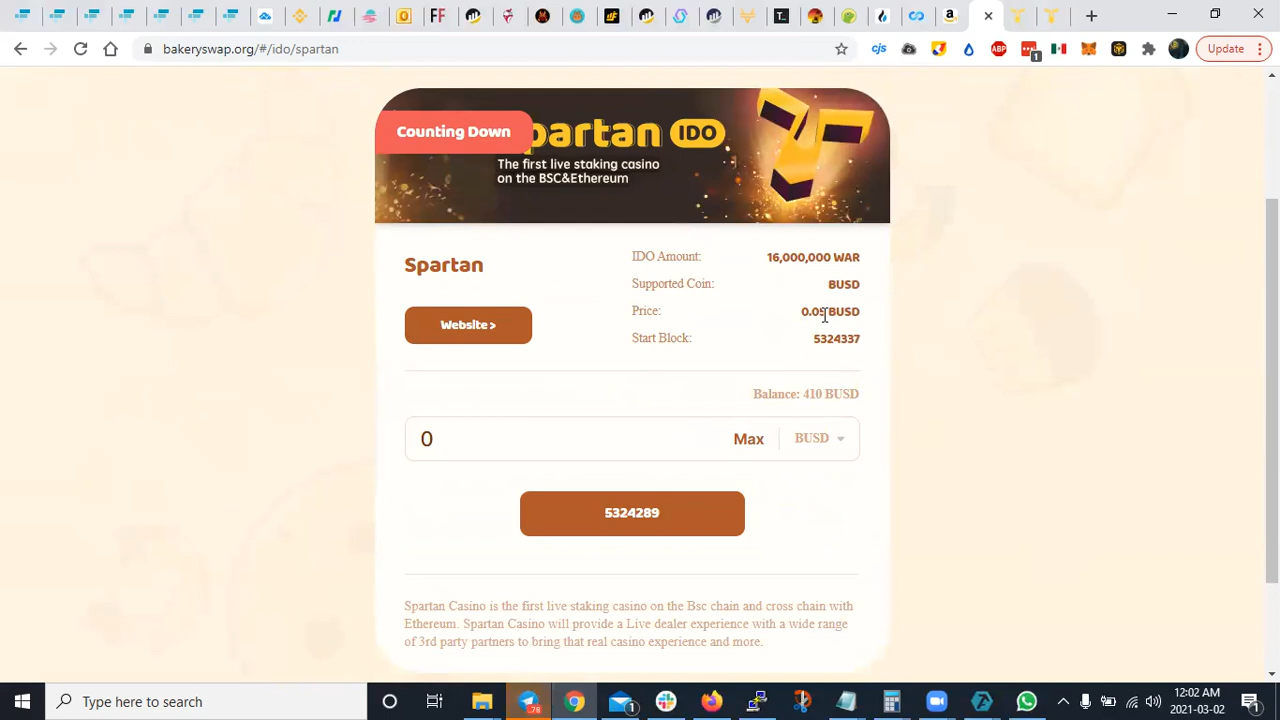 bakeryswap.org/#/ido/spartan
Update
Counting Down
partan IDO
The first live staking casino
on the BSC&Ethereum
Spartan
Website >
IDO Amount: 16,000,000 WAR
Supported Coin: BUSD
Price: BUSD
Start Block: 5324337
Balance: 410 BUSD
0 Max BUSD
5324289
Spartan Casino is the first live staking casino on the Bsc chain and cross chain with
Ethereum. Spartan Casino will provide a Live dealer experience with a wide range
of 3rd party partners to bring that real casino experience and more.
Type here to search
12:02 AM
2021-03-02